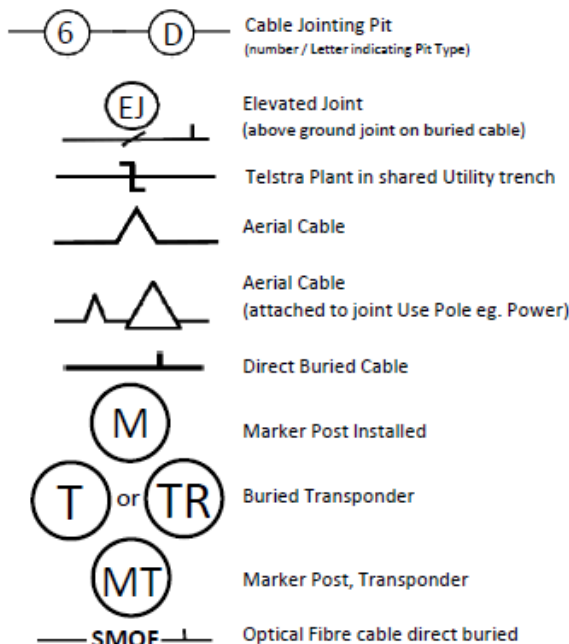 6 D Cable Jointing Pit
(number / Letter indicating Pit Type)
EJ Elevated Joint
(above ground joint on buried cable)
Telstra Plant in shared Utility trench
Aerial Cable
Aerial Cable
(attached to joint Use Pole eg. Power)
Direct Buried Cable
M Marker Post Installed
T or TR Buried Transponder
MT Marker Post, Transponder
SMOF Optical Fibre cable direct buried